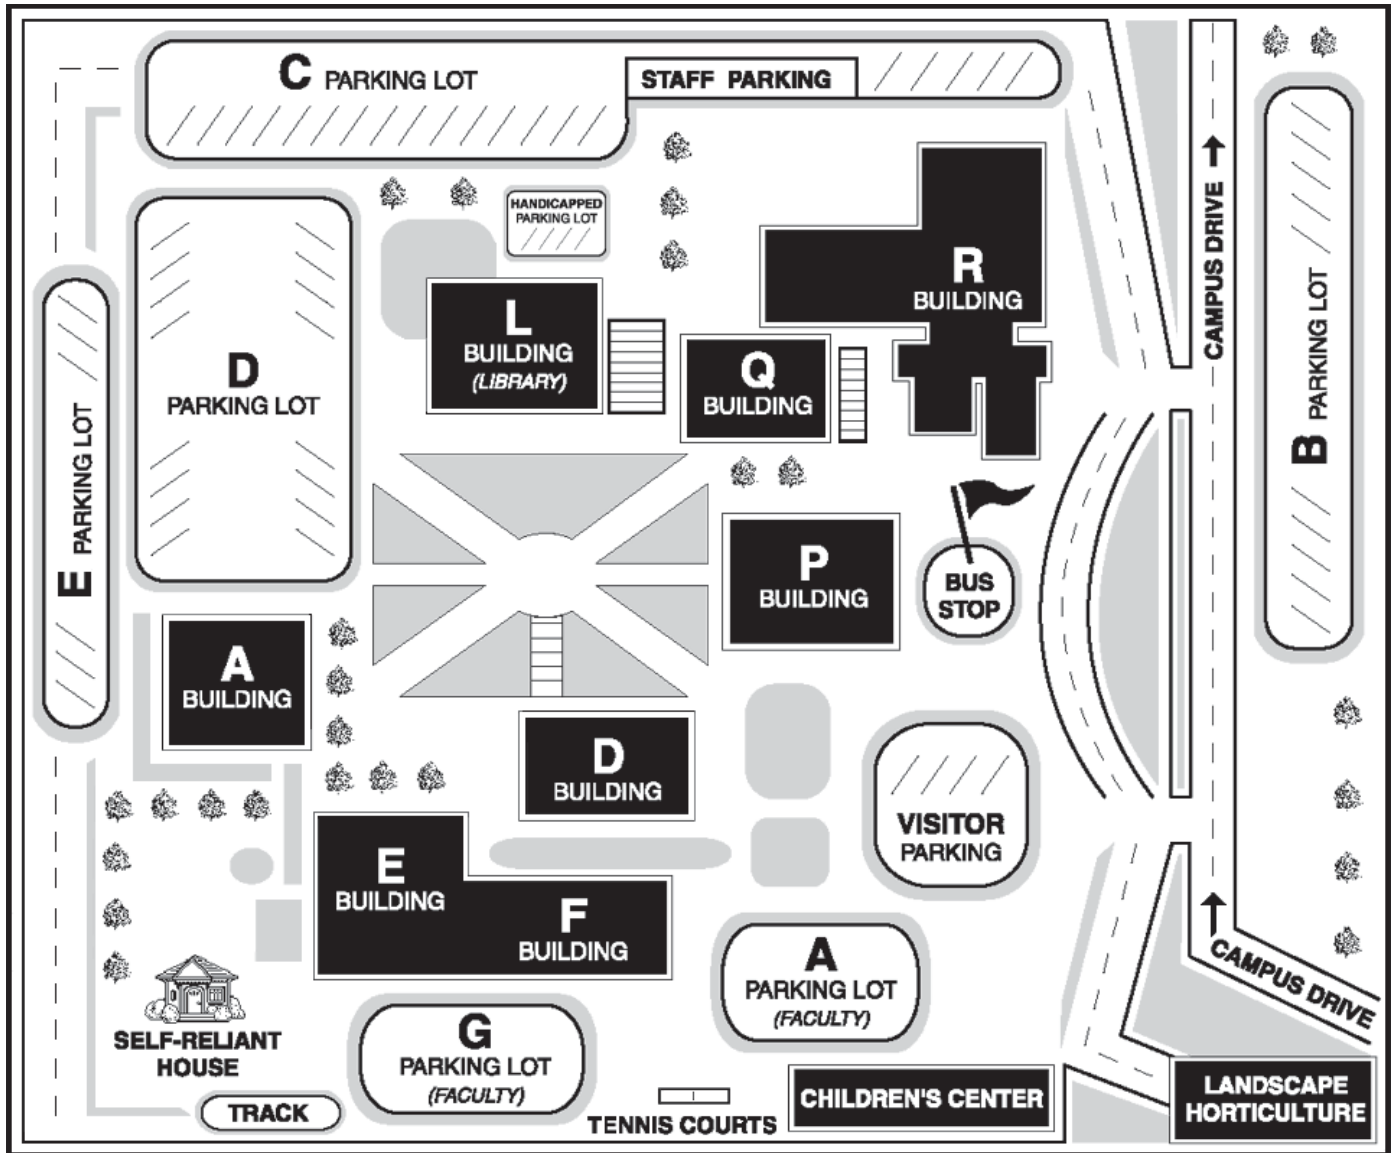 C PARKING LOT
STAFF PARKING
HANDICAPPED
PARKING LOT
R
BUILDING
CAMPUS DRIVE
B PARKING LOT
L
BUILDING
(LIBRARY)
Q
BUILDING
D
PARKING LOT
E PARKING LOT
P
BUILDING
BUS
STOP
A
BUILDING
D
BUILDING
VISITOR
PARKING
E
BUILDING
F
BUILDING
A
PARKING LOT
(FACULTY)
CAMPUS DRIVE
SELF-RELIANT
HOUSE
G
PARKING LOT
(FACULTY)
TRACK
TENNIS COURTS
CHILDREN'S CENTER
LANDSCAPE
HORTICULTURE